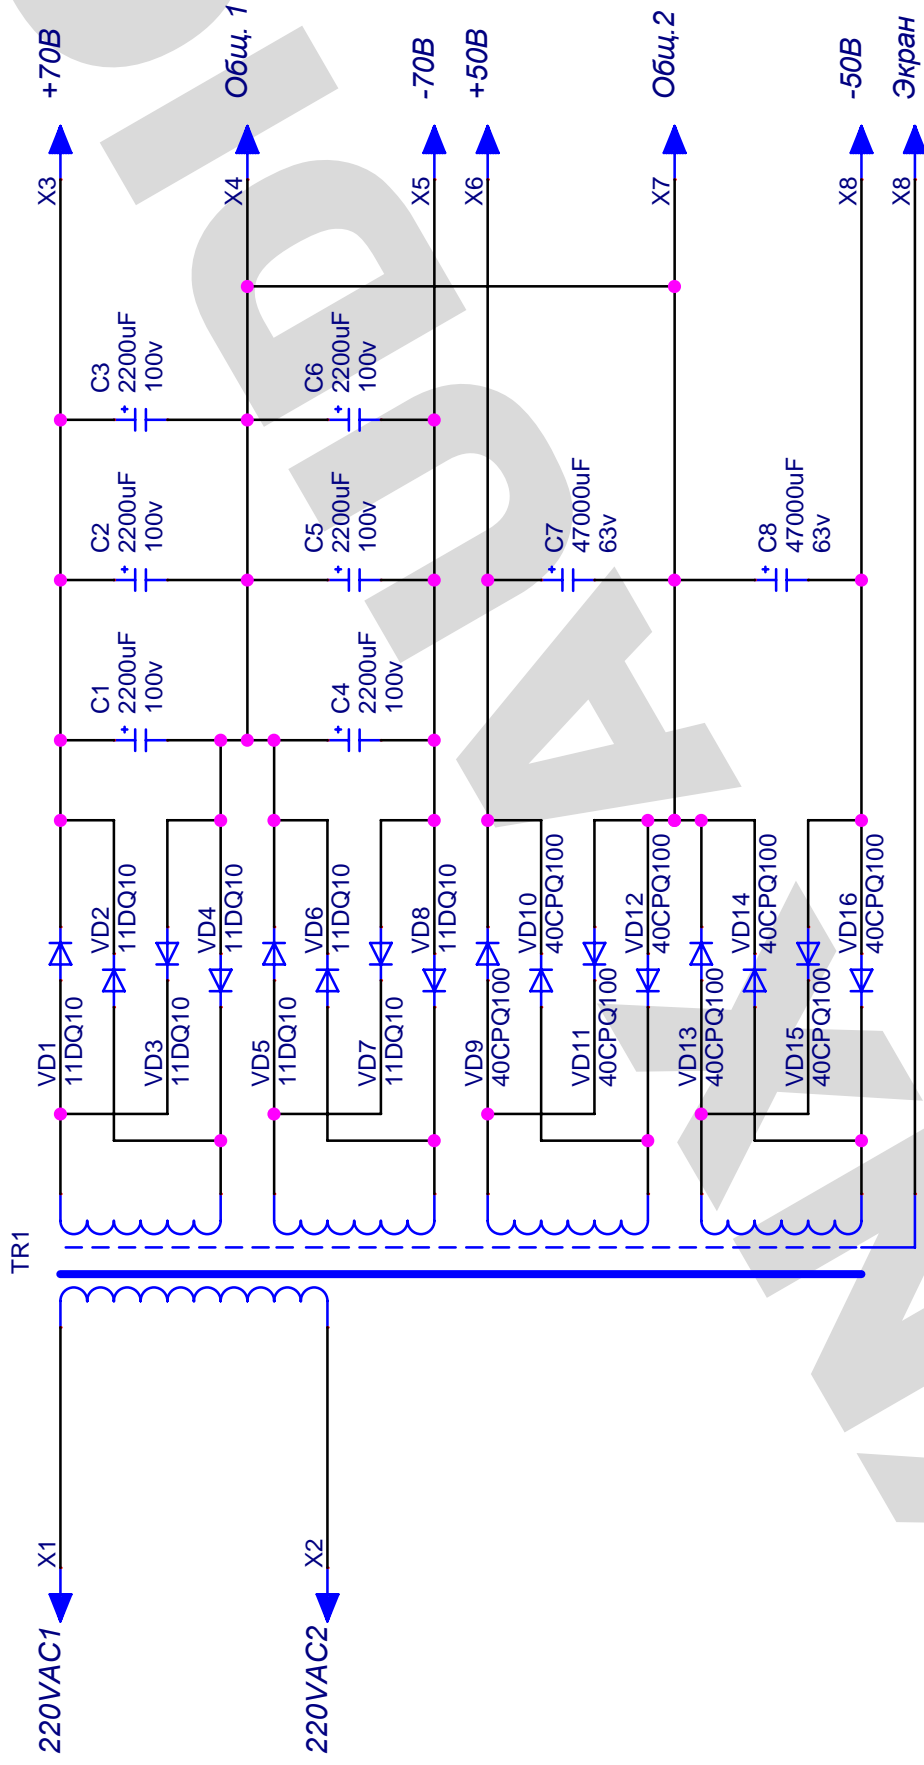 TR1
220VAC1
X1
220VAC2
X2
VD1
11DQ10
VD2
11DQ10
VD3
11DQ10
VD4
11DQ10
VD5
11DQ10
VD6
11DQ10
VD7
11DQ10
VD8
11DQ10
VD9
40CPQ100
VD10
40CPQ100
VD11
40CPQ100
VD12
40CPQ100
VD13
40CPQ100
VD14
40CPQ100
VD15
40CPQ100
VD16
40CPQ100
C1
2200uF
100v
C2
2200uF
100v
C3
2200uF
100v
C4
2200uF
100v
C5
2200uF
100v
C6
2200uF
100v
C7
47000uF
63v
C8
47000uF
63v
X3
+70В
X4
Общ. 1
X5
-70В
X6
+50В
X7
Общ.2
X8
-50В
X8
Экран